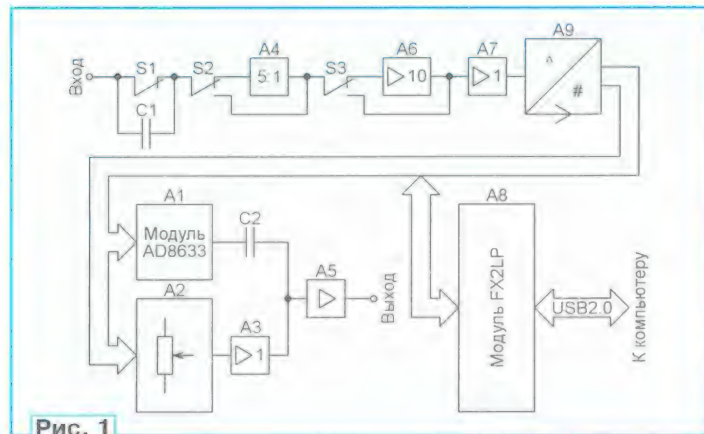 Вход
S1
S2
A4
5:1
S3
A6
▷10
A7
▷1
A9
^
#
C1
A1
Модуль
AD8633
C2
A2
A3
▷1
A5
▷
Выход
A8
Модуль FX2LP
USB2.0
К компьютеру
Рис. 1